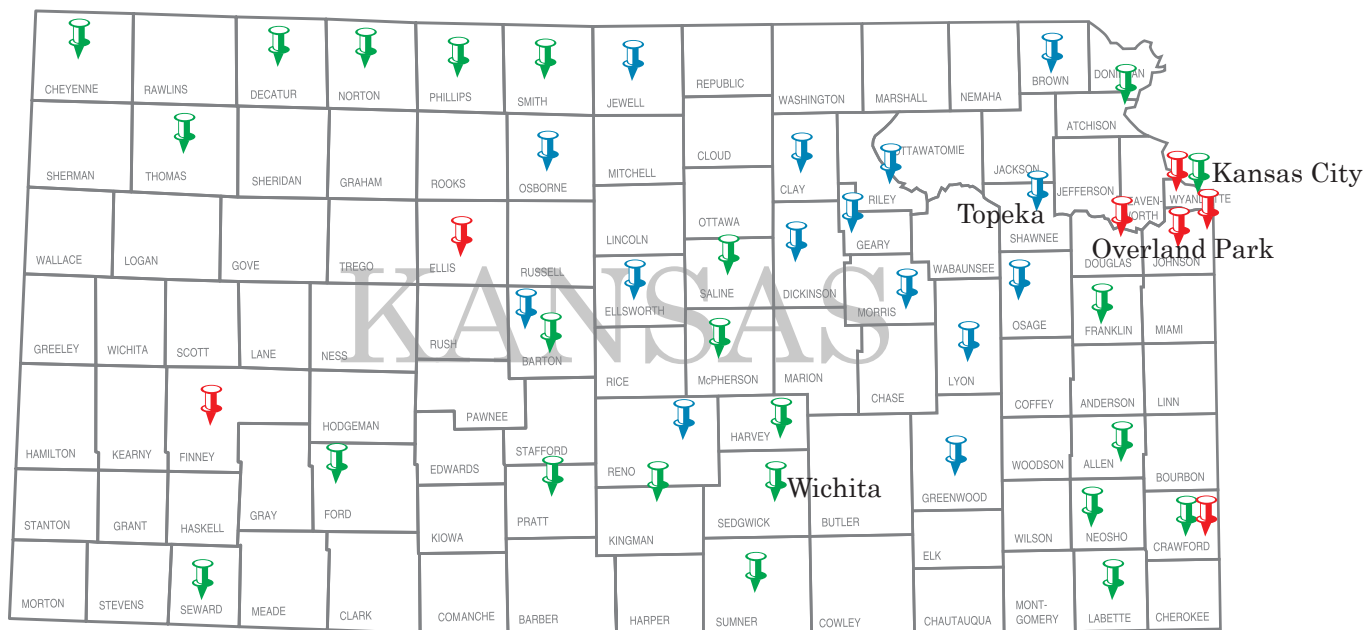 CHEYENNE
RAWLINS
DECATUR
NORTON
PHILLIPS
SMITH
JEWELL
REPUBLIC
WASHINGTON
MARSHALL
NEMAHA
BROWN
DONIPHAN
ATCHISON
SHERMAN
THOMAS
SHERIDAN
GRAHAM
ROOKS
OSBORNE
MITCHELL
CLOUD
CLAY
RILEY
POTTAWATOMIE
JACKSON
JEFFERSON
LEAVEN-
WORTH
WYANDOTTE
Kansas City
Topeka
Overland Park
WALLACE
LOGAN
GOVE
TREGO
ELLIS
RUSSELL
LINCOLN
OTTAWA
SALINE
DICKINSON
GEARY
WABAUNSEE
SHAWNEE
DOUGLAS
JOHNSON
KANSAS
ELLSWORTH
MORRIS
OSAGE
FRANKLIN
MIAMI
GREELEY
WICHITA
SCOTT
LANE
NESS
RUSH
BARTON
RICE
McPHERSON
MARION
CHASE
LYON
COFFEY
ANDERSON
LINN
HAMILTON
KEARNY
FINNEY
HODGEMAN
PAWNEE
STAFFORD
EDWARDS
RENO
HARVEY
Wichita
SEDGWICK
BUTLER
GREENWOOD
WOODSON
ALLEN
BOURBON
STANTON
GRANT
HASKELL
GRAY
FORD
KIOWA
PRATT
KINGMAN
ELK
WILSON
NEOSHO
CRAWFORD
MORTON
STEVENS
SEWARD
MEADE
CLARK
COMANCHE
BARBER
HARPER
SUMNER
COWLEY
CHAUTAUQUA
MONT-
GOMERY
LABETTE
CHEROKEE